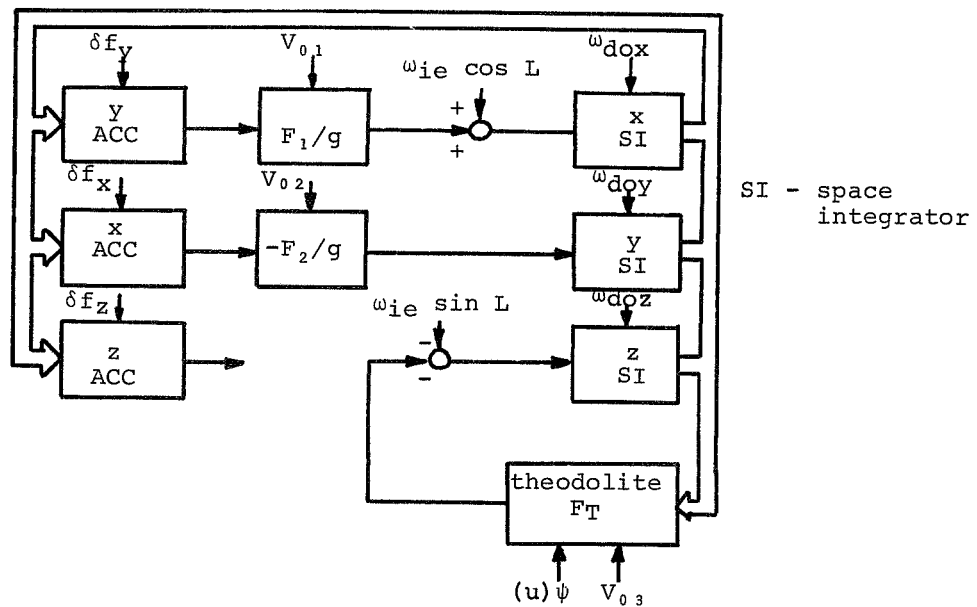 δf_y
V_01
ω_ie cos L
ω_dox
y
ACC
F_1/g
+
+
x
SI
δf_x
V_02
ω_doy
SI - space
integrator
x
ACC
-F_2/g
y
SI
δf_z
ω_ie sin L
ω_doz
z
ACC
-
-
z
SI
theodolite
F_T
(u)ψ
V_03